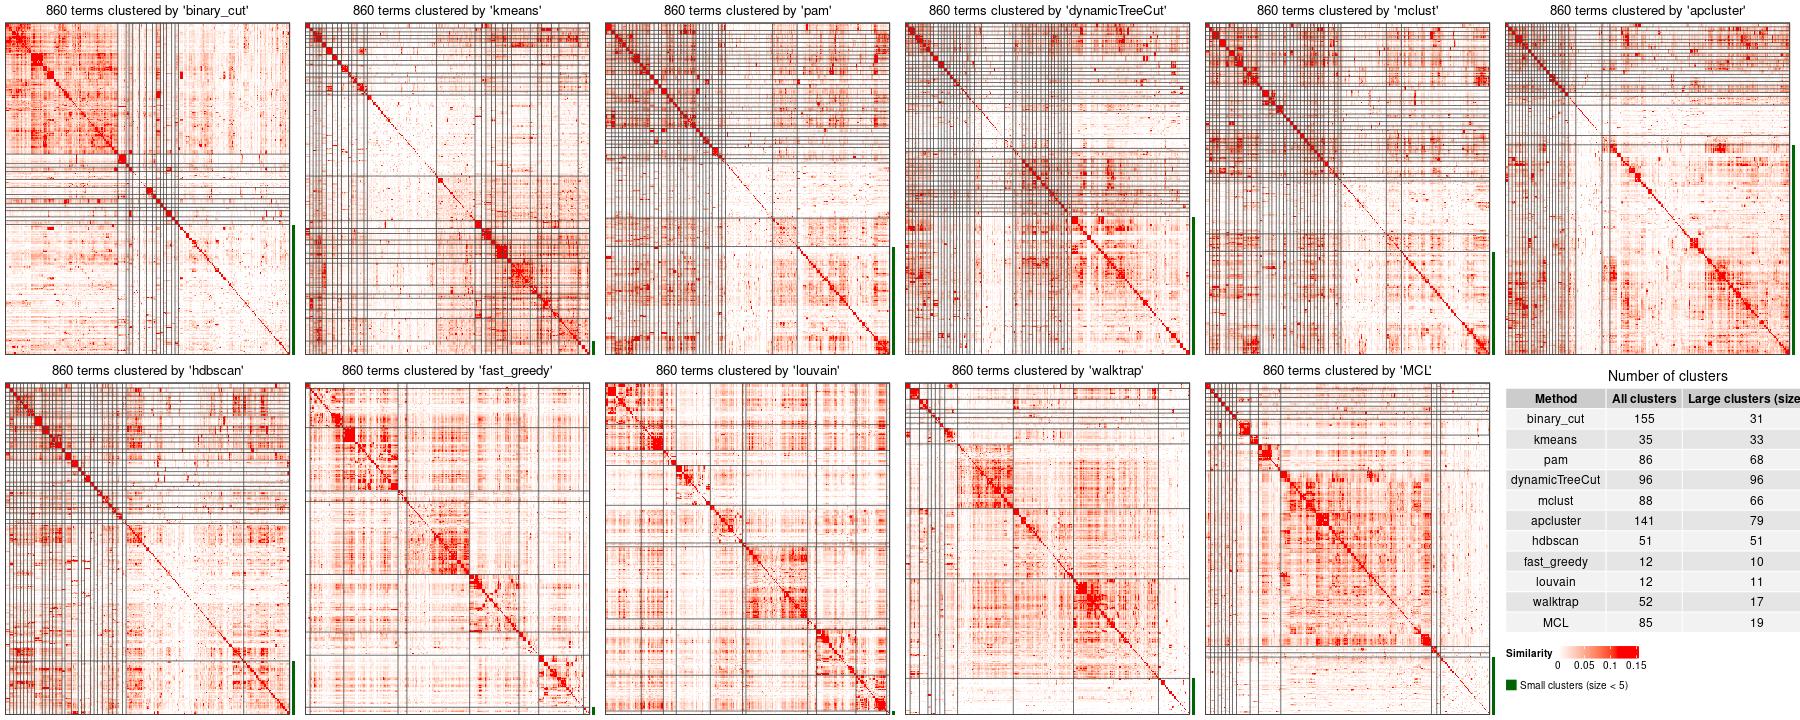 860 terms clustered by 'binary_cut'
860 terms clustered by 'kmeans'
860 terms clustered by 'pam'
860 terms clustered by 'dynamicTreeCut'
860 terms clustered by 'mclust'
860 terms clustered by 'apcluster'
860 terms clustered by 'hdbscan'
860 terms clustered by 'fast_greedy'
860 terms clustered by 'louvain'
860 terms clustered by 'walktrap'
860 terms clustered by 'MCL'
Number of clusters
Method All clusters Large clusters (size
binary_cut 155 31
kmeans 35 33
pam 86 68
dynamicTreeCut 96 96
mclust 88 66
apcluster 141 79
hdbscan 51 51
fast_greedy 12 10
louvain 12 11
walktrap 52 17
MCL 85 19
Similarity
0 0.05 0.1 0.15
Small clusters (size < 5)